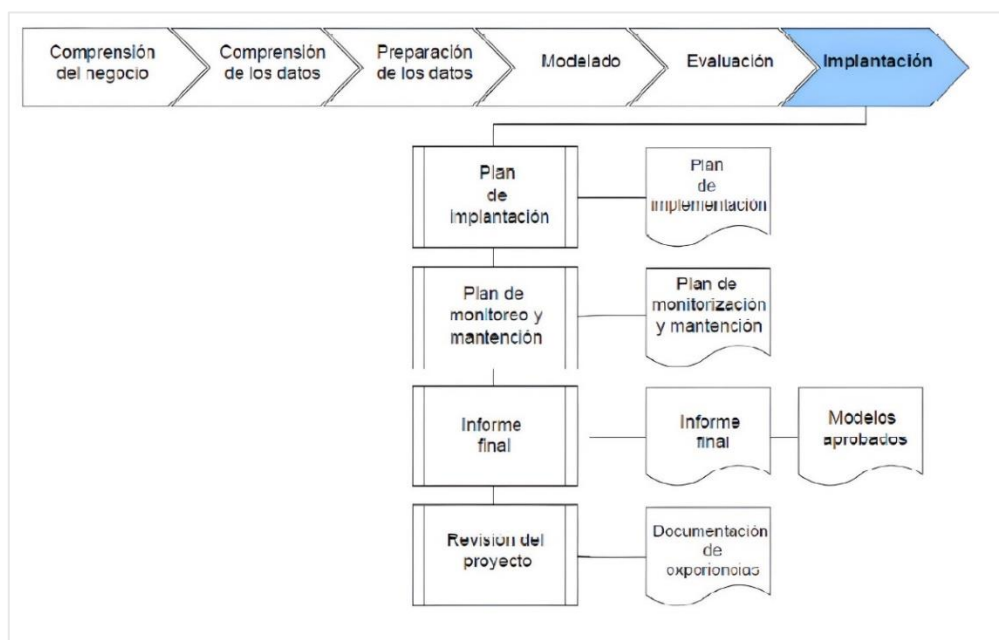 Comprensión
del negocio
Comprensión
de los datos
Preparación
de los datos
Modelado
Evaluación
Implantación
Plan
de
implantación
Plan
de
implementación
Plan de
monitoreo y
mantención
Plan de
monitorización
y mantención
Informe
final
Informe
final
Modelos
aprobados
Revisión del
proyecto
Documentación
de
experiencias